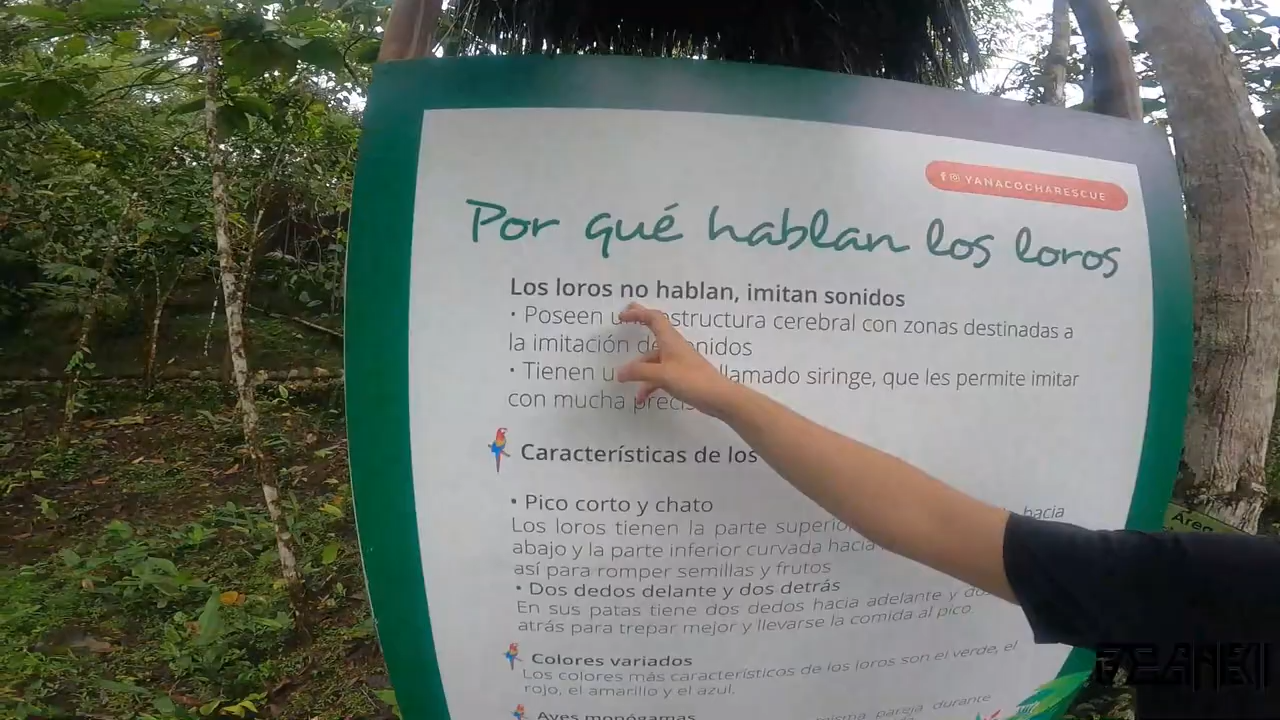 YANACOCHARESCUE
Por qué hablan los loros
Los loros no hablan, imitan sonidos
• Poseen una estructura cerebral con zonas destinadas a
la imitación de sonidos
• Tienen llamado siringe, que les permite imitar
con mucha
Características de los
• Pico corto y chato
Los loros tienen la parte superior hacia
abajo y la parte inferior curvada hacia
así para romper semillas y frutos
• Dos dedos delante y dos detrás
En sus patas tiene dos dedos hacia adelante y dos
atrás para trepar mejor y llevarse la comida al pico.
Colores variados
Los colores más característicos de los loros son el verde, el
rojo, el amarillo y el azul.
Aves monógamas
misma pareja durante
Área